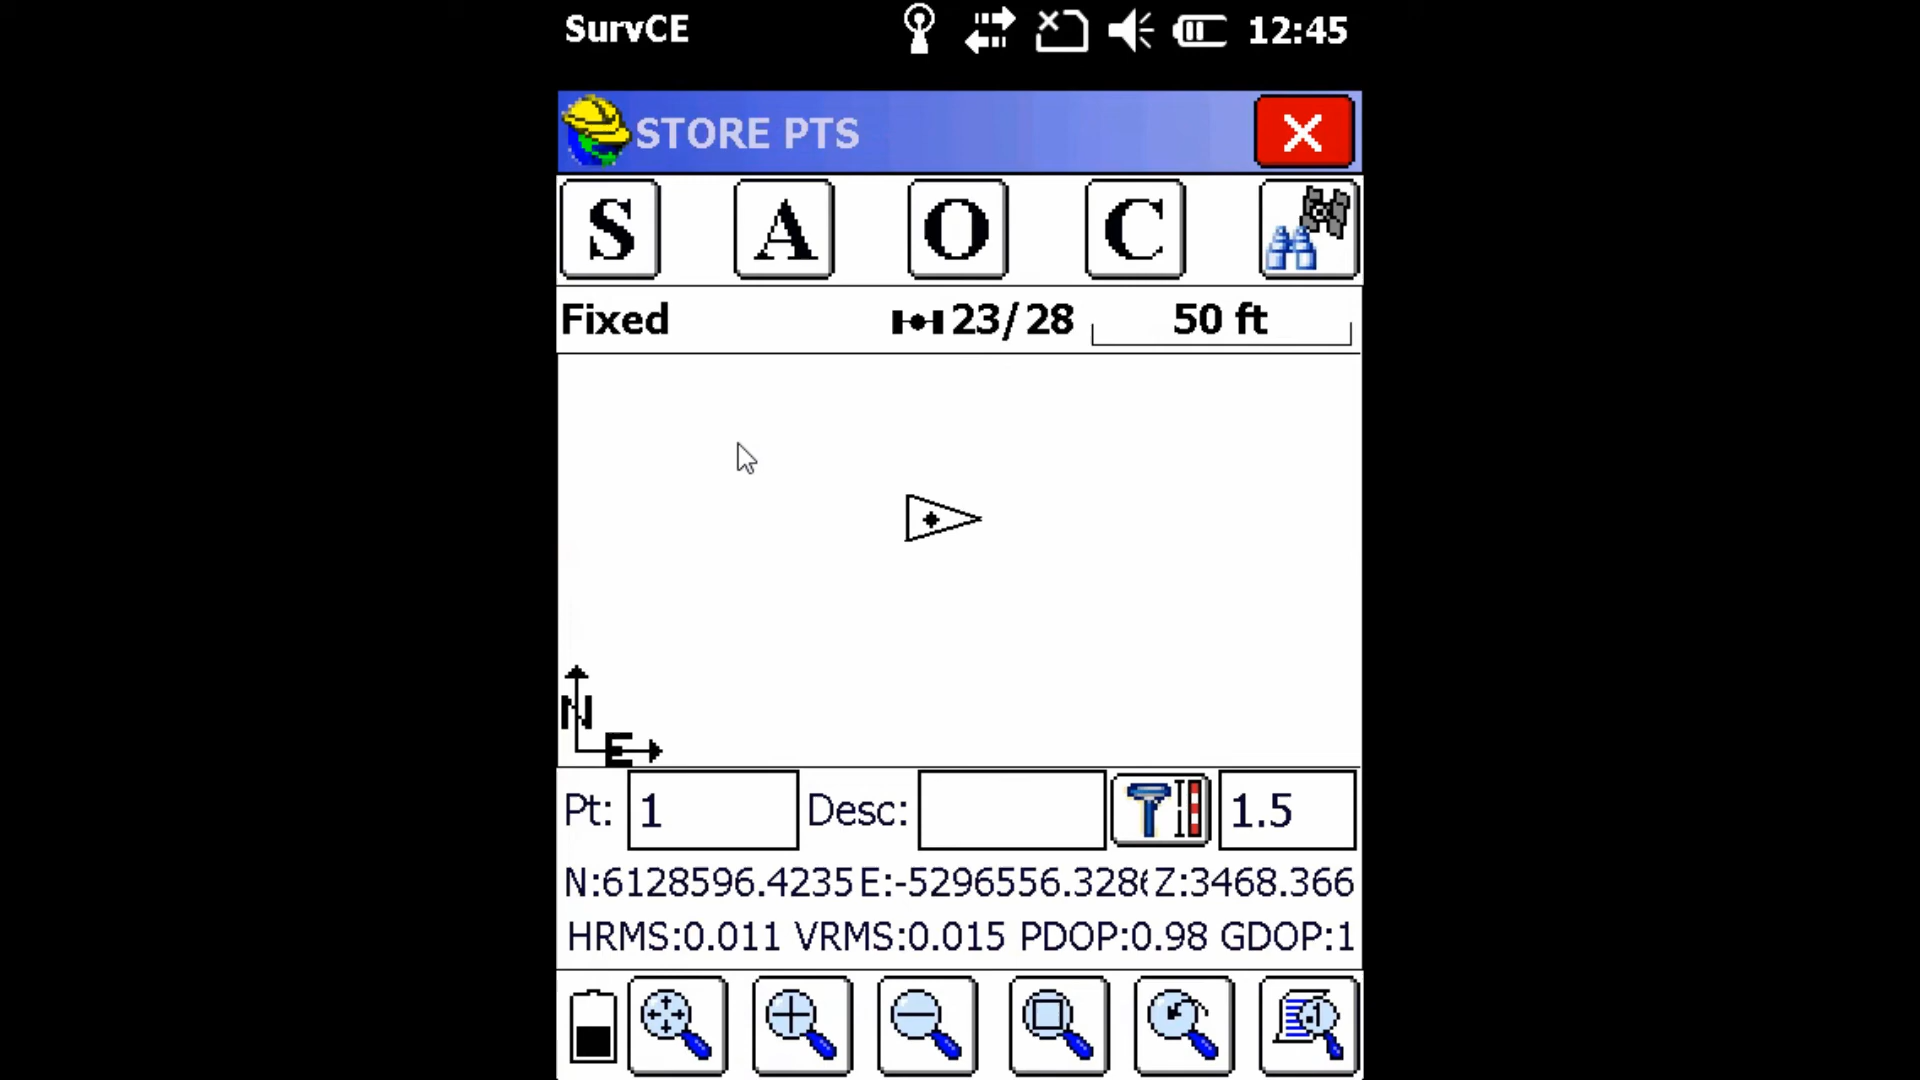 SurvCE 12:45
STORE PTS
S A O C
Fixed 23/28 50 ft
N
E
Pt: 1 Desc: 1.5
N:6128596.4235 E:-5296556.328 Z:3468.366
HRMS:0.011 VRMS:0.015 PDOP:0.98 GDOP:1